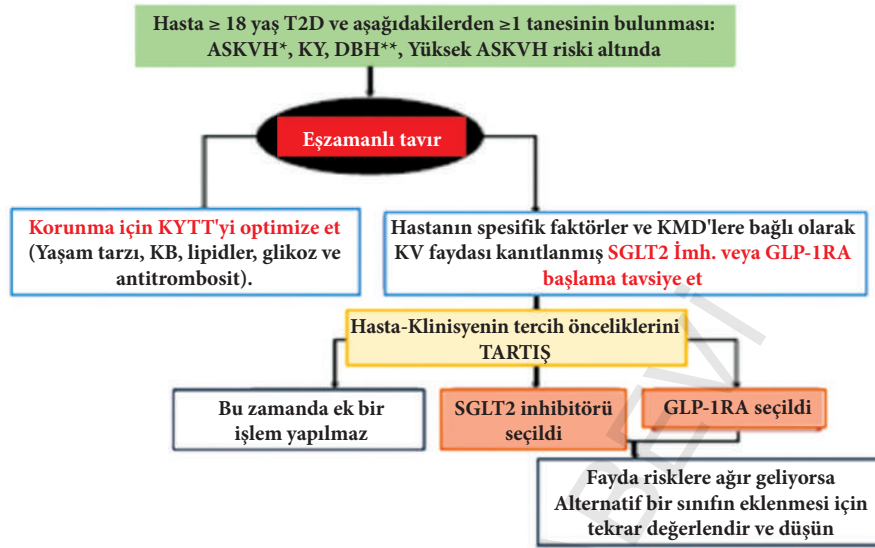 Hasta ≥ 18 yaş T2D ve aşağıdakilerden ≥1 tanesinin bulunması:
ASKVH*, KY, DBH**, Yüksek ASKVH riski altında
Eşzamanlı tavır
Korunma için KYTT'yi optimize et
(Yaşam tarzı, KB, lipidler, glikoz ve
antitrombosit).
Hastanın spesifik faktörler ve KMD'lere bağlı olarak
KV faydası kanıtlanmış SGLT2 İmh. veya GLP-1RA
başlama tavsiye et
Hasta-Klinisyenin tercih önceliklerini
TARTIŞ
Bu zamanda ek bir
işlem yapılmaz
SGLT2 inhibitörü
seçildi
GLP-1RA seçildi
Fayda risklere ağır geliyorsa
Alternatif bir sınıfın eklenmesi için
tekrar değerlendir ve düşün
BEVİ